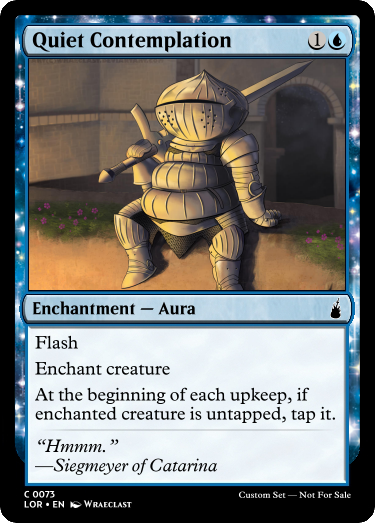 Quiet Contemplation 1
Enchantment — Aura
Flash
Enchant creature
At the beginning of each upkeep, if
enchanted creature is untapped, tap it.
“Hmmm.”
—Siegmeyer of Catarina
C 0073
LOR • EN Wraeclast
Custom Set — Not For Sale